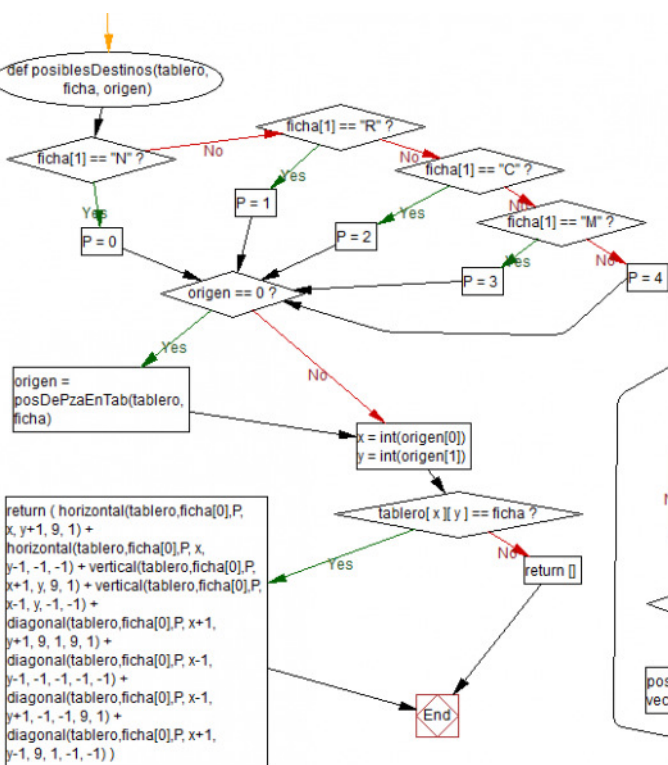 def posiblesDestinos(tablero,
ficha, origen)
ficha[1] == "N" ?
No
ficha[1] == "R" ?
No
ficha[1] == "C" ?
No
ficha[1] == "M" ?
Yes
P = 0
Yes
P = 1
Yes
P = 2
Yes
P = 3
No
P = 4
origen == 0 ?
Yes
No
origen =
posDePzaEnTab(tablero,
ficha)
x = int(origen[0])
y = int(origen[1])
tablero[ x ][ y ] == ficha ?
Yes
No
return []
return ( horizontal(tablero,ficha[0],P,
x, y+1, 9, 1) +
horizontal(tablero,ficha[0],P, x,
y-1, -1, -1) + vertical(tablero,ficha[0],P,
x+1, y, 9, 1) + vertical(tablero,ficha[0],P,
x-1, y, -1, -1) +
diagonal(tablero,ficha[0],P, x+1,
y+1, 9, 1, 9, 1) +
diagonal(tablero,ficha[0],P, x-1,
y-1, -1, -1, -1, -1) +
diagonal(tablero,ficha[0],P, x-1,
y+1, -1, -1, 9, 1) +
diagonal(tablero,ficha[0],P, x+1,
y-1, 9, 1, -1, -1) )
End
pos
vec